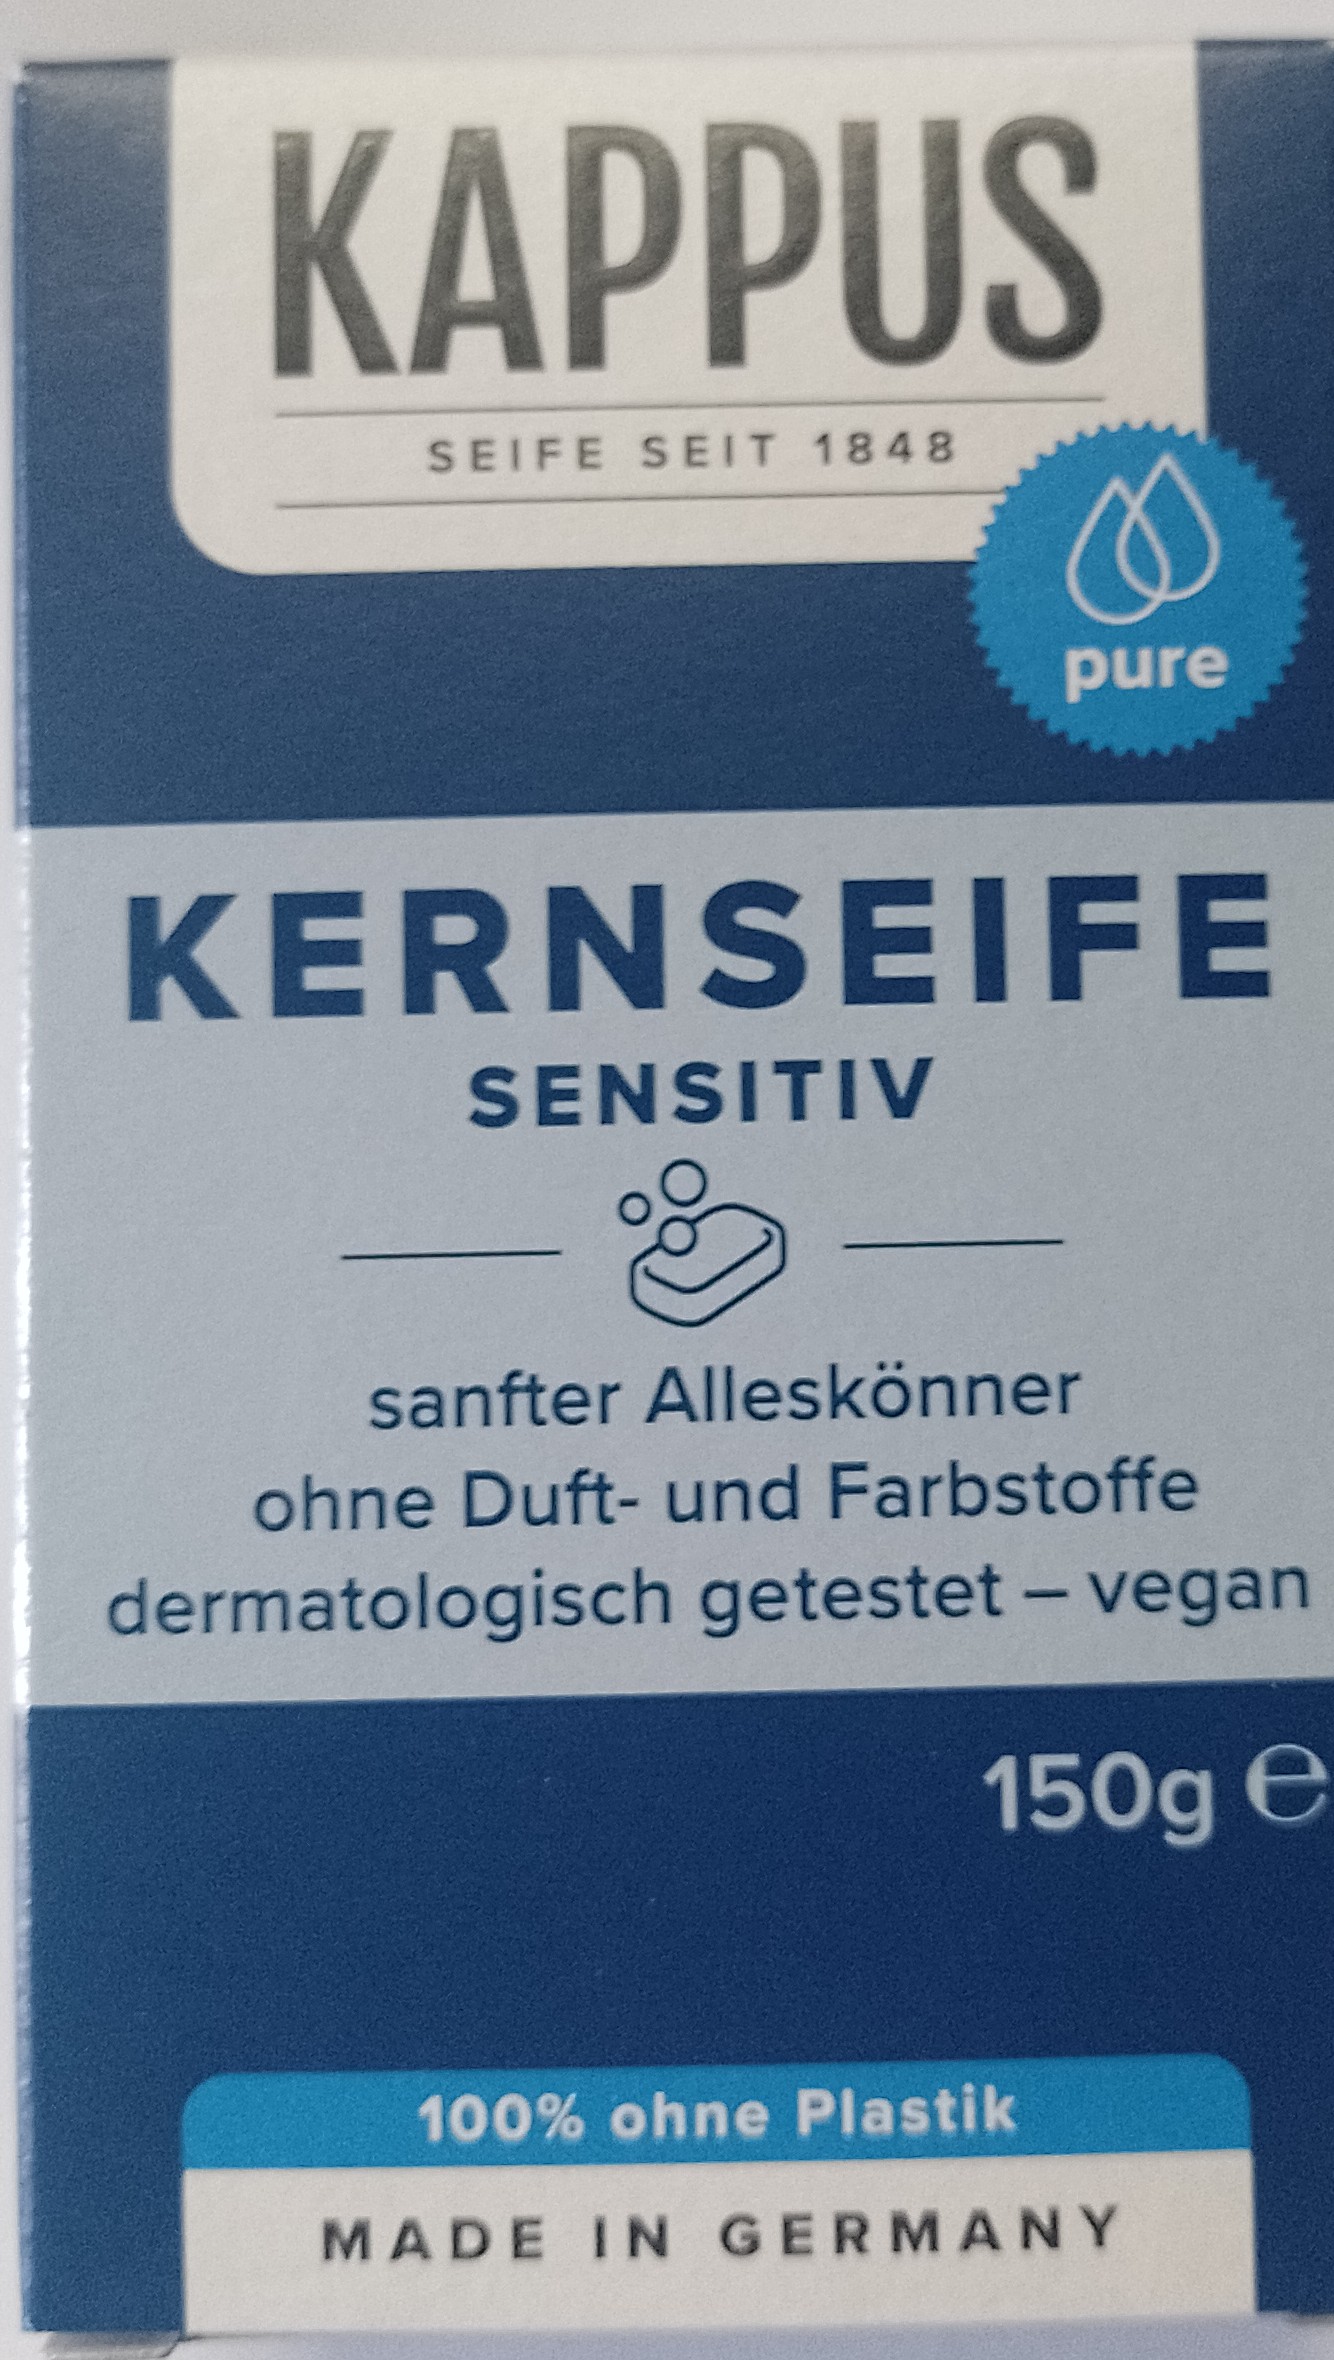 KAPPUS
SEIFE SEIT 1848
pure
KERNSEIFE
SENSITIV
sanfter Alleskönner
ohne Duft- und Farbstoffe
dermatologisch getestet – vegan
150g ℮
100% ohne Plastik
MADE IN GERMANY